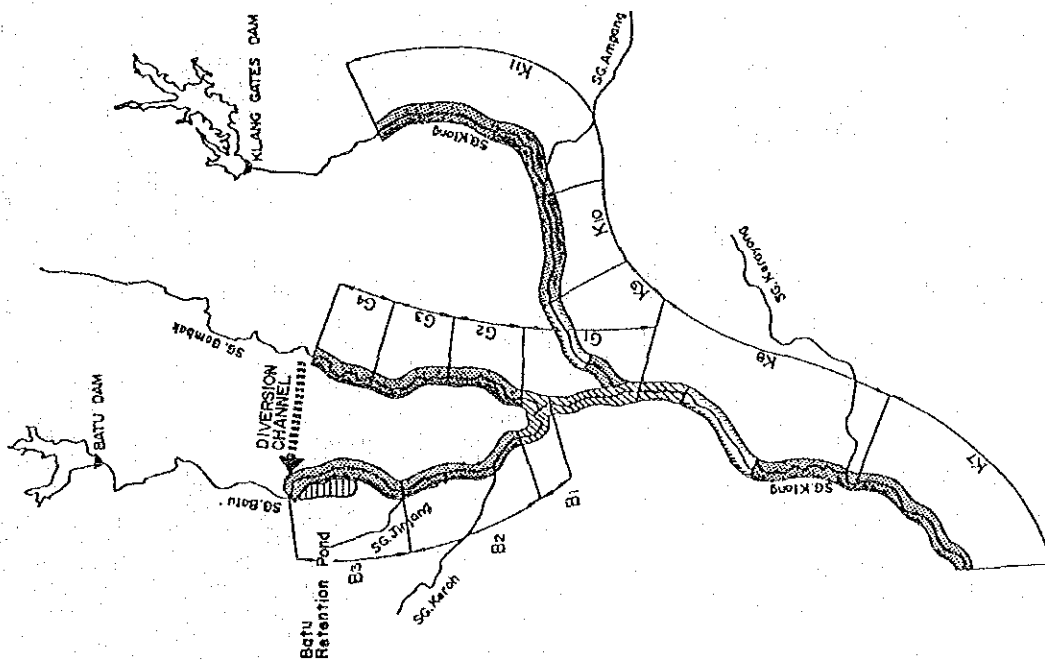 KLANG GATES DAM
K11
SG.Ampang
SG.Klang
BATU DAM
SG.Gombak
G4
G3
G2
G1
DIVERSION
CHANNEL
SG.Batu
K10
K9
SG.Kerayong
K8
Batu
Retention Pond
SG.Jinjang
B3
B2
B1
SG.Keroh
SG.Klang
K7